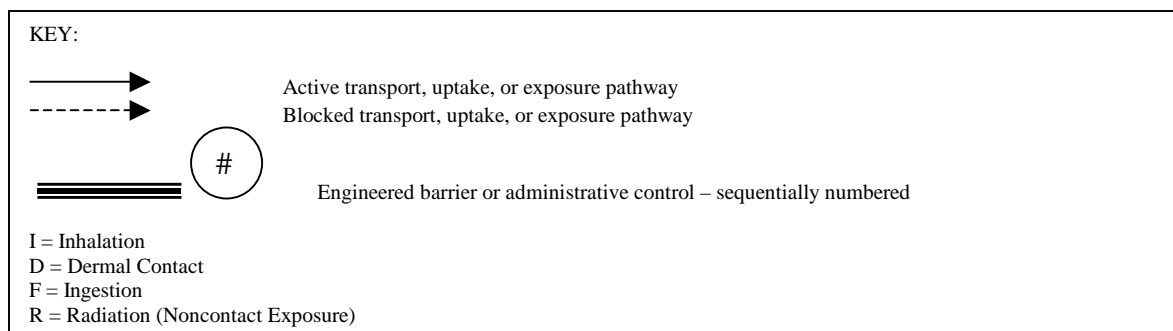 KEY:
Active transport, uptake, or exposure pathway
Blocked transport, uptake, or exposure pathway
#
Engineered barrier or administrative control – sequentially numbered
I = Inhalation
D = Dermal Contact
F = Ingestion
R = Radiation (Noncontact Exposure)